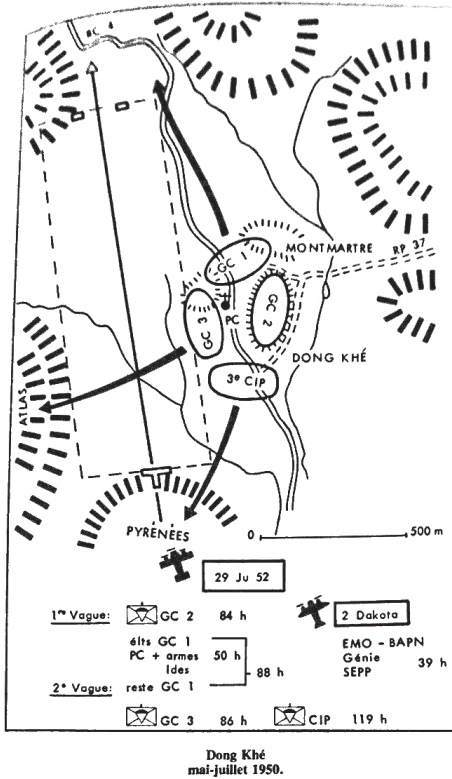 RC 4
GC 1
MONTMARTRE
RP 37
GC 3
PC
GC 2
DONG KHÉ
3e CIP
ATLAS
PYRÉNÉES
0 500 m
29 Ju 52
1re Vague: GC 2 84 h
2 Dakota
élts GC 1
PC + armes 50 h
ldes
88 h
EMO - BAPN
Génie
SEPP
39 h
2e Vague: reste GC 1
GC 3 86 h CIP 119 h
Dong Khé
mai-juillet 1950.